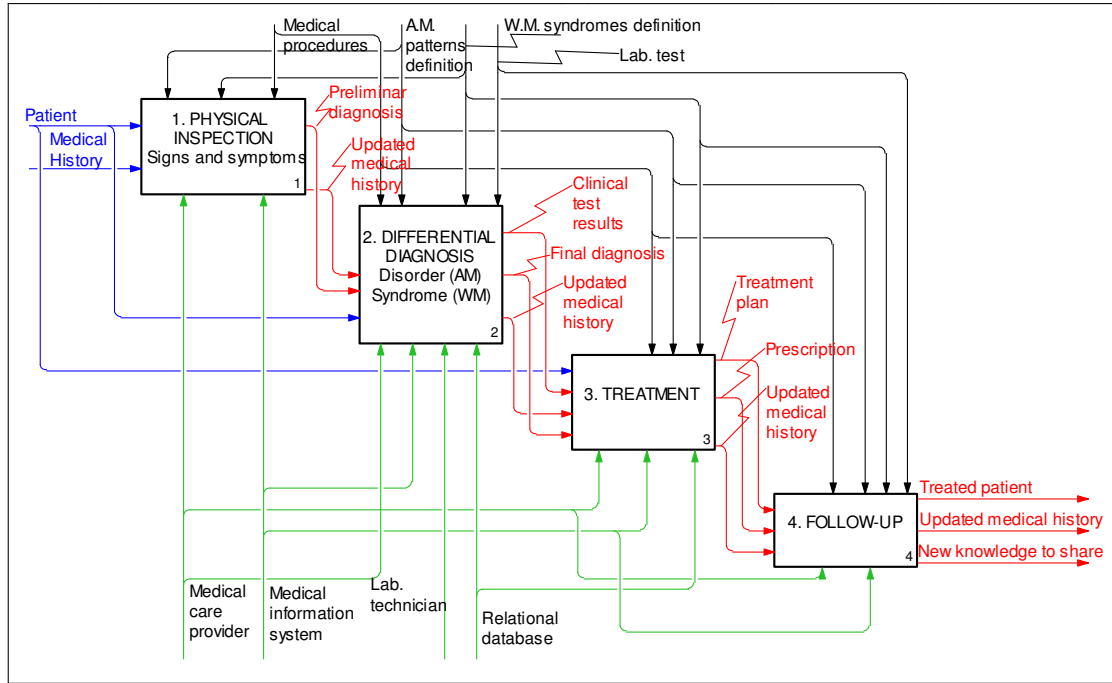 Medical
procedures
A.M.
patterns
definition
W.M. syndromes definition
Lab. test
Patient
Medical
History
1. PHYSICAL
INSPECTION
Signs and symptoms
1
Preliminar
diagnosis
Updated
medical
history
2. DIFFERENTIAL
DIAGNOSIS
Disorder (AM)
Syndrome (WM)
2
Clinical
test
results
Final diagnosis
Updated
medical
history
3. TREATMENT
3
Treatment
plan
Prescription
Updated
medical
history
4. FOLLOW-UP
4
Treated patient
Updated medical history
New knowledge to share
Medical
care
provider
Medical
information
system
Lab.
technician
Relational
database